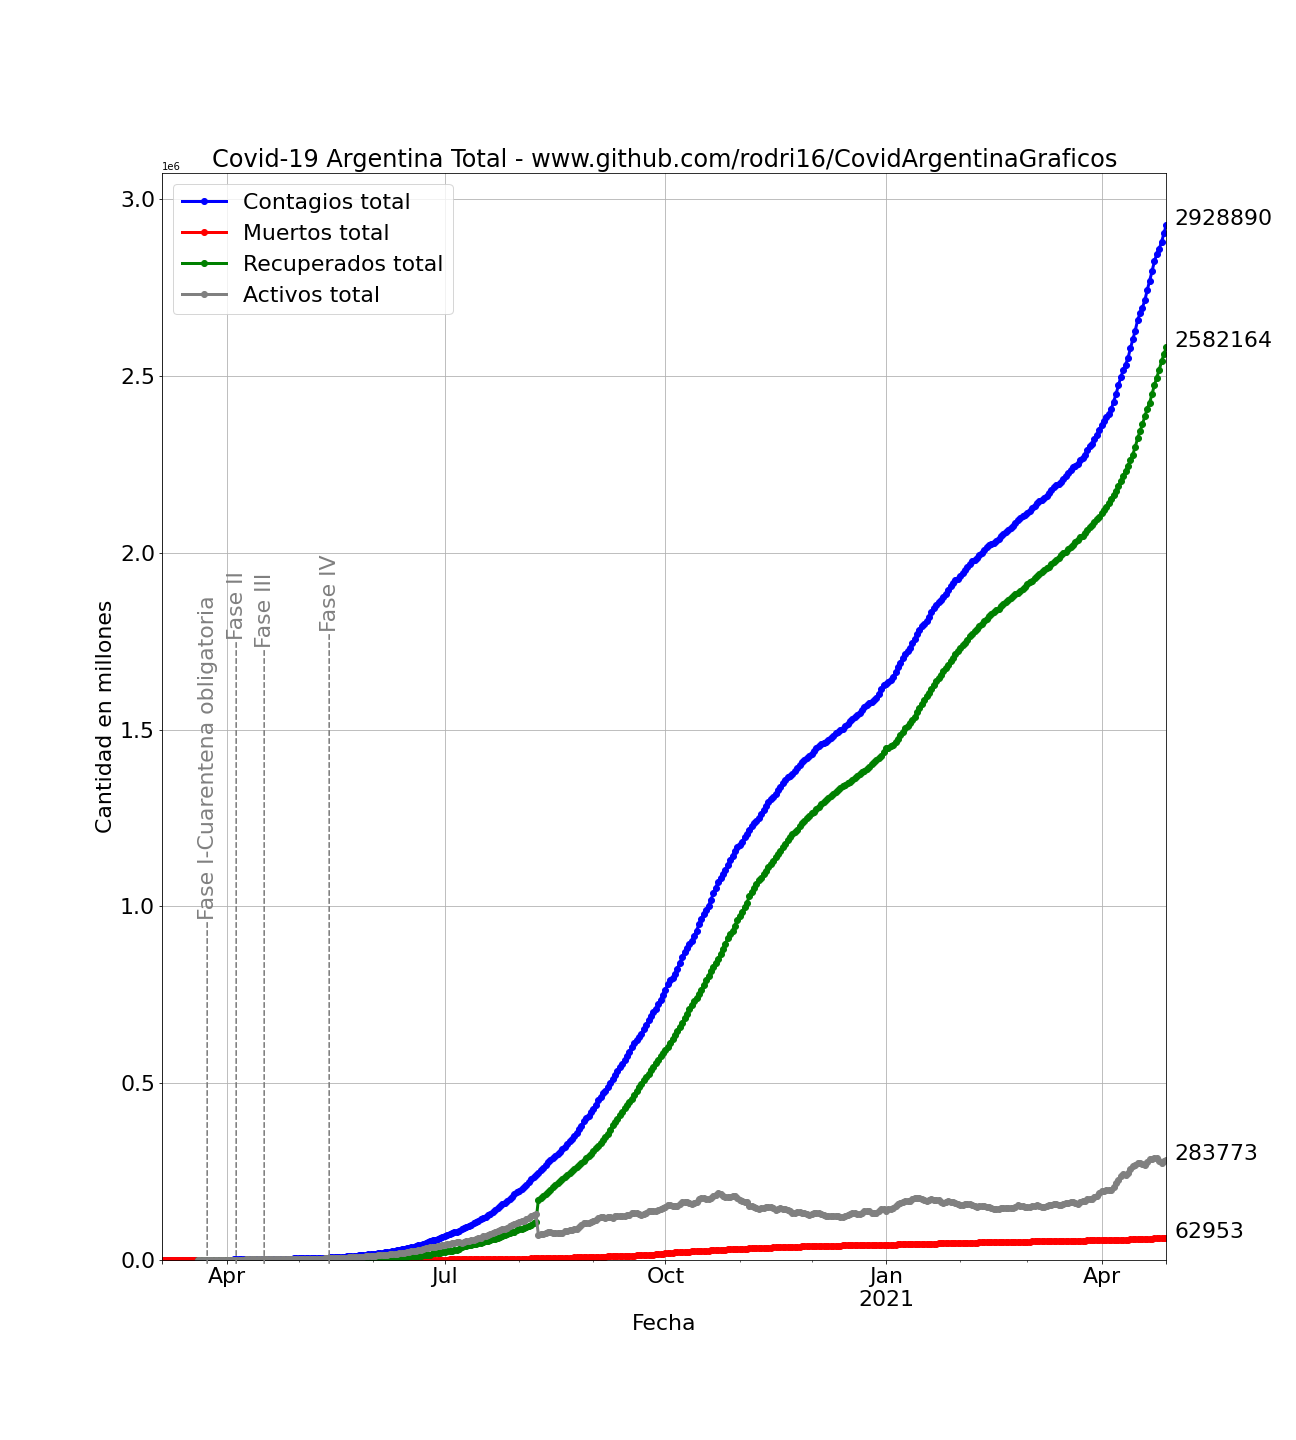 Covid-19 Argentina Total - www.github.com/rodri16/CovidArgentinaGraficos
1e6
Contagios total
Muertos total
Recuperados total
Activos total
3.0
2.5
2.0
1.5
1.0
0.5
0.0
Cantidad en millones
Fase I-Cuarentena obligatoria
Fase II
Fase III
Fase IV
2928890
2582164
283773
62953
Apr
Jul
Oct
Jan
2021
Apr
Fecha